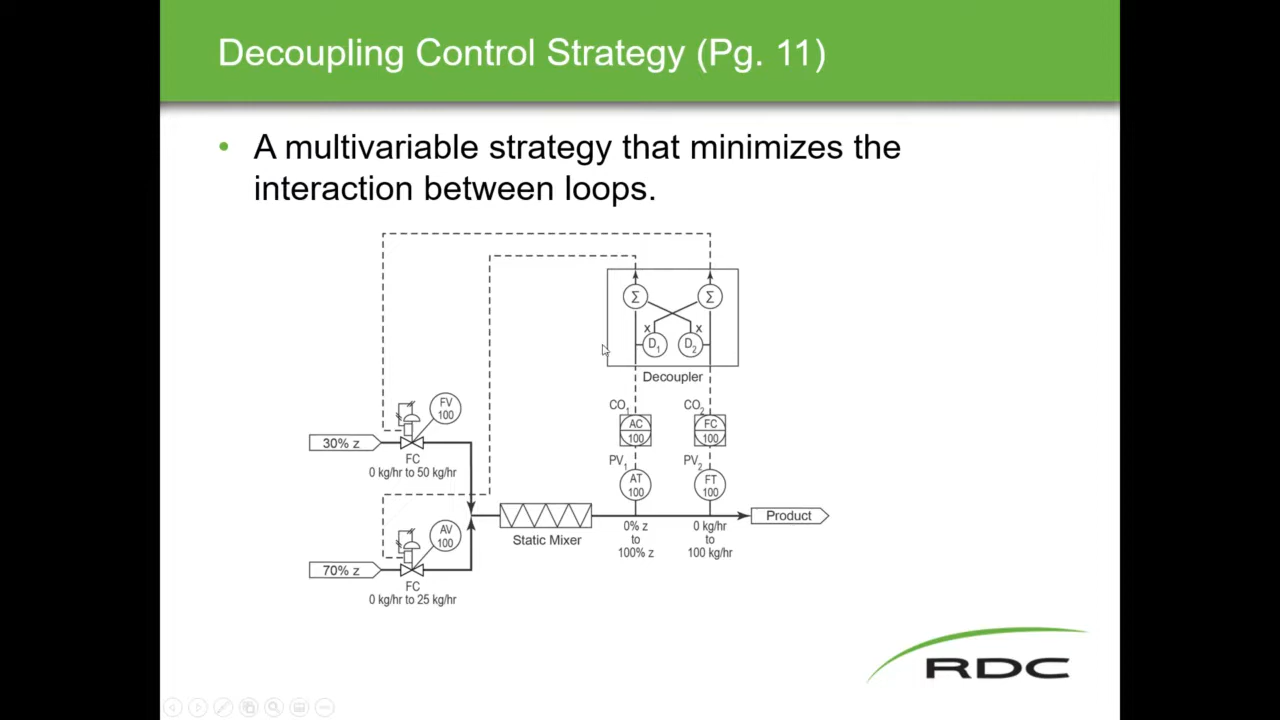 Decoupling Control Strategy (Pg. 11)
• A multivariable strategy that minimizes the
interaction between loops.
Σ Σ
x x
D1 D2
Decoupler
CO1 CO2
AC
100
FC
100
PV1 PV2
AT
100
FT
100
FV
100
30% z
FC
0 kg/hr to 50 kg/hr
AV
100
70% z
FC
0 kg/hr to 25 kg/hr
Static Mixer
0% z
to
100% z
0 kg/hr
to
100 kg/hr
Product
RDC